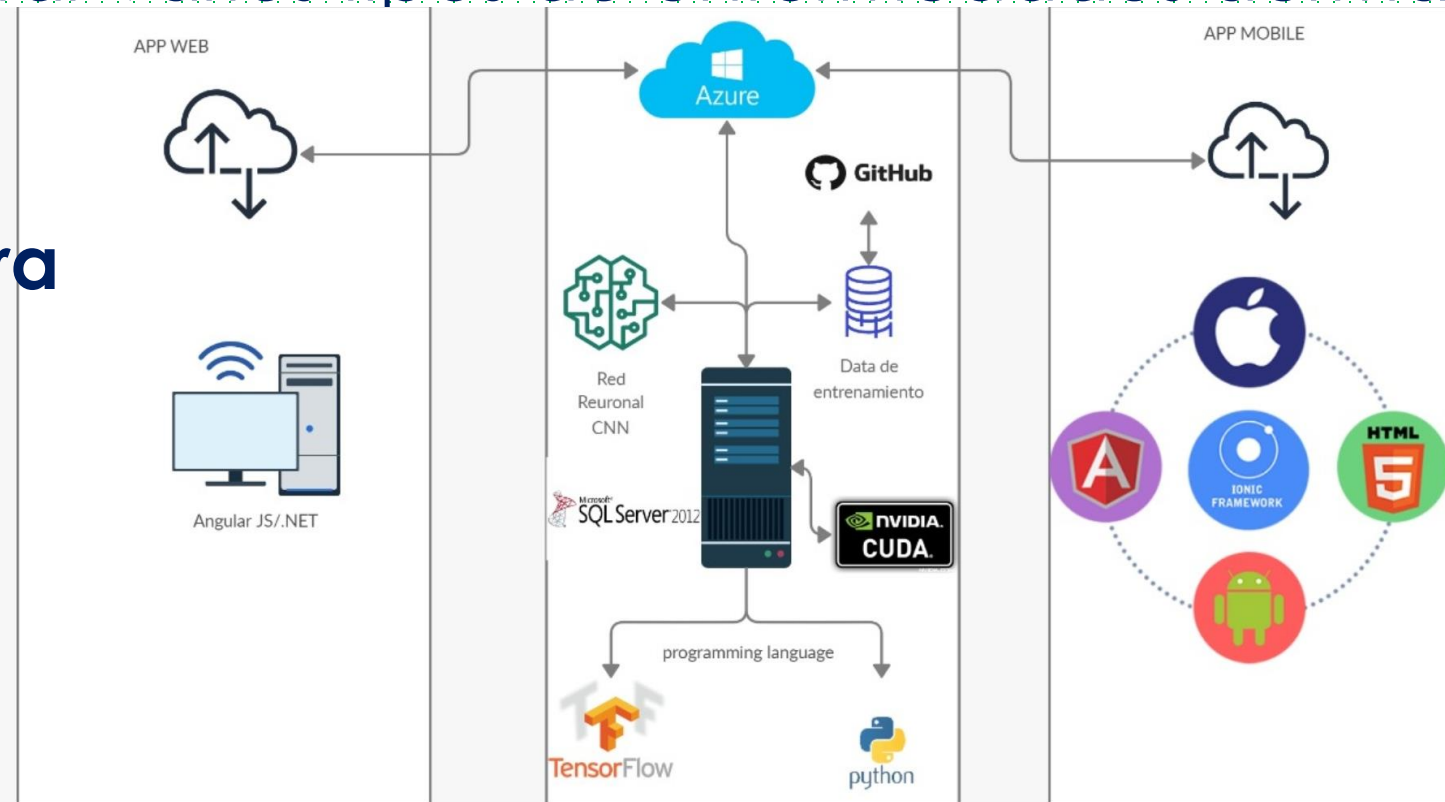 APP WEB
Angular JS/.NET
ra
Azure
GitHub
Red
Reuronal
CNN
Data de
entrenamiento
Microsoft
SQL Server 2012
NVIDIA.
CUDA.
programming language
TensorFlow
python
APP MOBILE
IONIC
FRAMEWORK
HTML
5